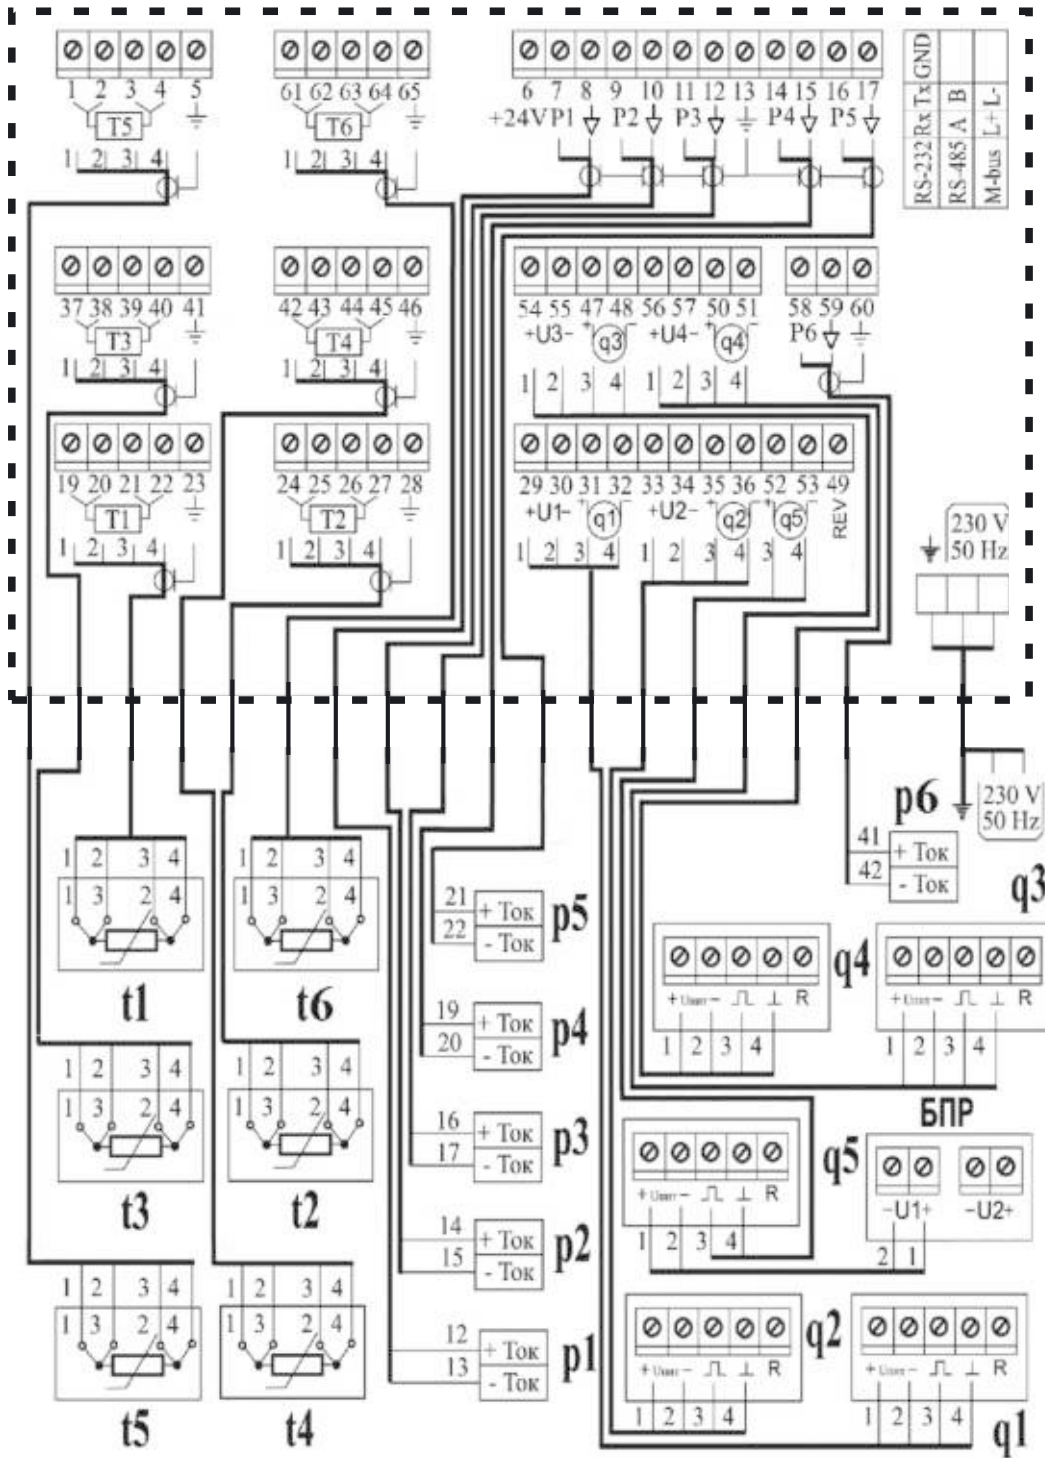 1 2 3 4 5
61 62 63 64 65
6 7 8 9 10 11 12 13 14 15 16 17
+24V P1 P2 P3 P4 P5
T5
T6
1 2 3 4
1 2 3 4
RS-232 Rx Tx GND
RS-485 A B
M-bus L+ L-
37 38 39 40 41
42 43 44 45 46
54 55 47 48 56 57 50 51
58 59 60
T3
T4
+U3- + q3 - +U4- + q4 -
P6
1 2 3 4
1 2 3 4
1 2 3 4
1 2 3 4
19 20 21 22 23
24 25 26 27 28
29 30 31 32 33 34 35 36 52 53 49
T1
T2
+U1- + q1 - +U2- + q2 - + q5 -
REV
1 2 3 4
1 2 3 4
1 2 3 4
1 2 3 4
3 4
230 V
50 Hz
230 V
50 Hz
p6
41 + Ток
42 - Ток
1 2 3 4
1 3 2 4
t1
1 2 3 4
1 3 2 4
t6
21 + Ток
22 - Ток
p5
q4
+ - R
1 2 3 4
q3
+ - R
1 2 3 4
19 + Ток
20 - Ток
p4
1 2 3 4
1 3 2 4
t3
1 2 3 4
1 3 2 4
t2
16 + Ток
17 - Ток
p3
q5
+ - R
1 2 3 4
БПР
-U1+ -U2+
2 1
14 + Ток
15 - Ток
p2
1 2 3 4
1 3 2 4
t5
1 2 3 4
1 3 2 4
t4
12 + Ток
13 - Ток
p1
q2
+ - R
1 2 3 4
+ - R
1 2 3 4
q1